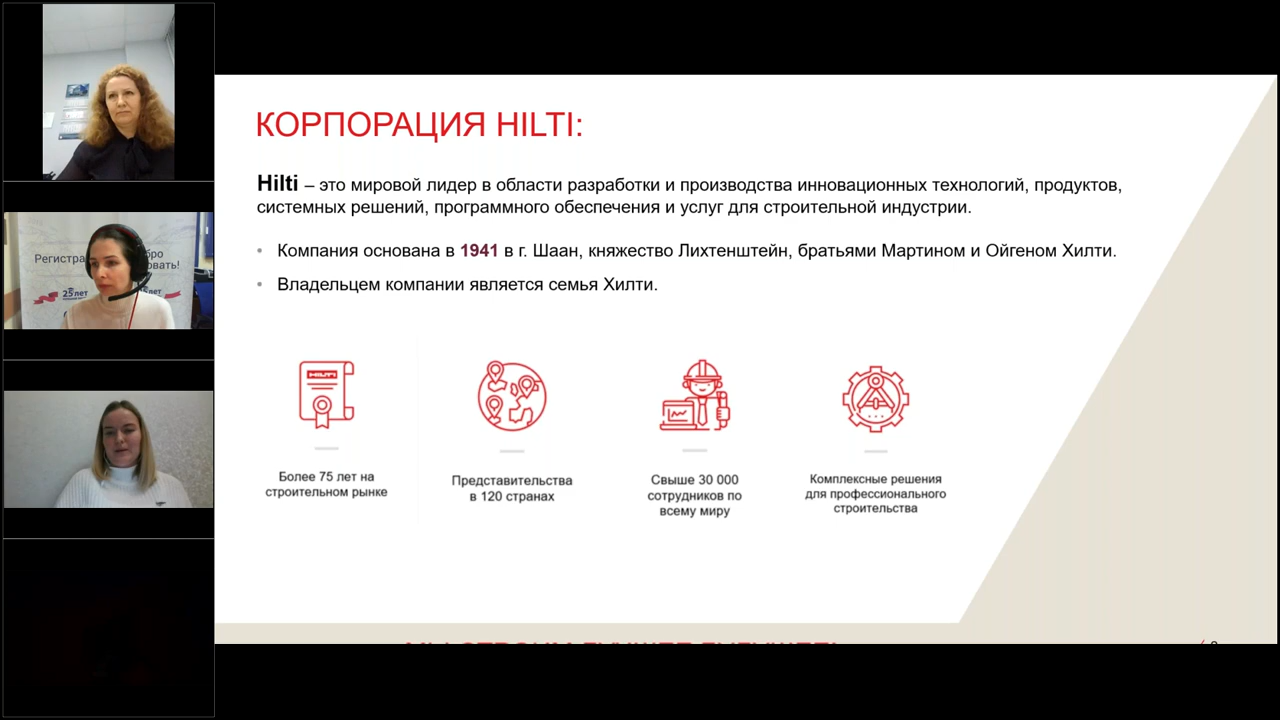 КОРПОРАЦИЯ HILTI:
Hilti – это мировой лидер в области разработки и производства инновационных технологий, продуктов,
системных решений, программного обеспечения и услуг для строительной индустрии.
• Компания основана в 1941 в г. Шаан, княжество Лихтенштейн, братьями Мартином и Ойгеном Хилти.
• Владельцем компании является семья Хилти.
HILTI
Более 75 лет на
строительном рынке
Представительства
в 120 странах
Свыше 30 000
сотрудников по
всему миру
Комплексные решения
для профессионального
строительства
25 лет